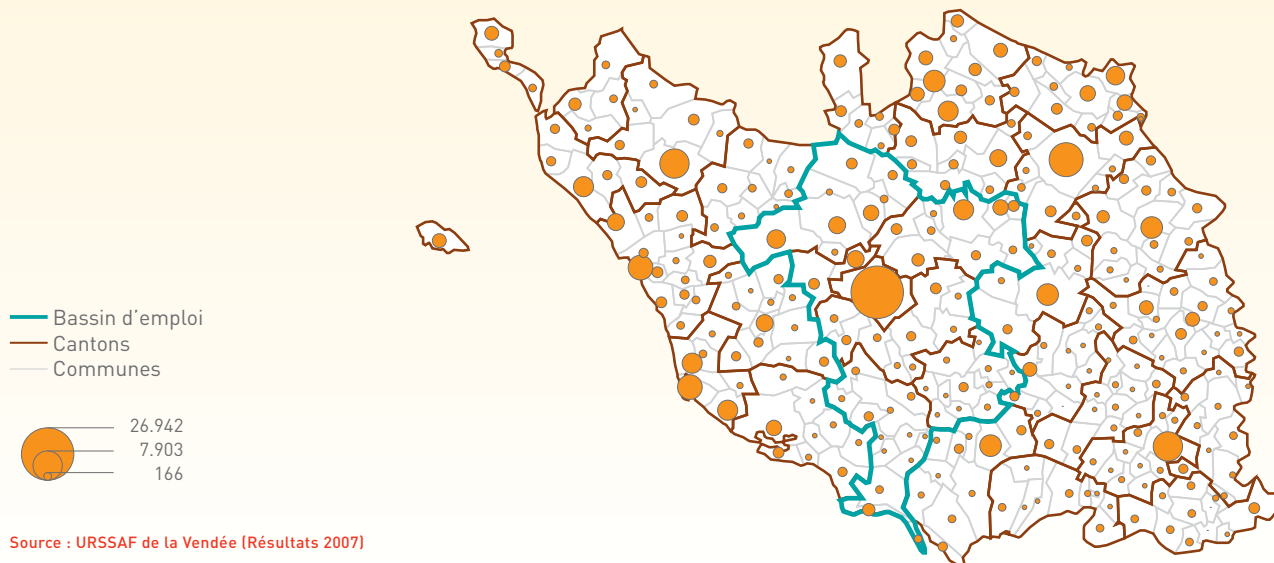 Bassin d'emploi
Cantons
Communes
26.942
7.903
166
Source : URSSAF de la Vendée (Résultats 2007)